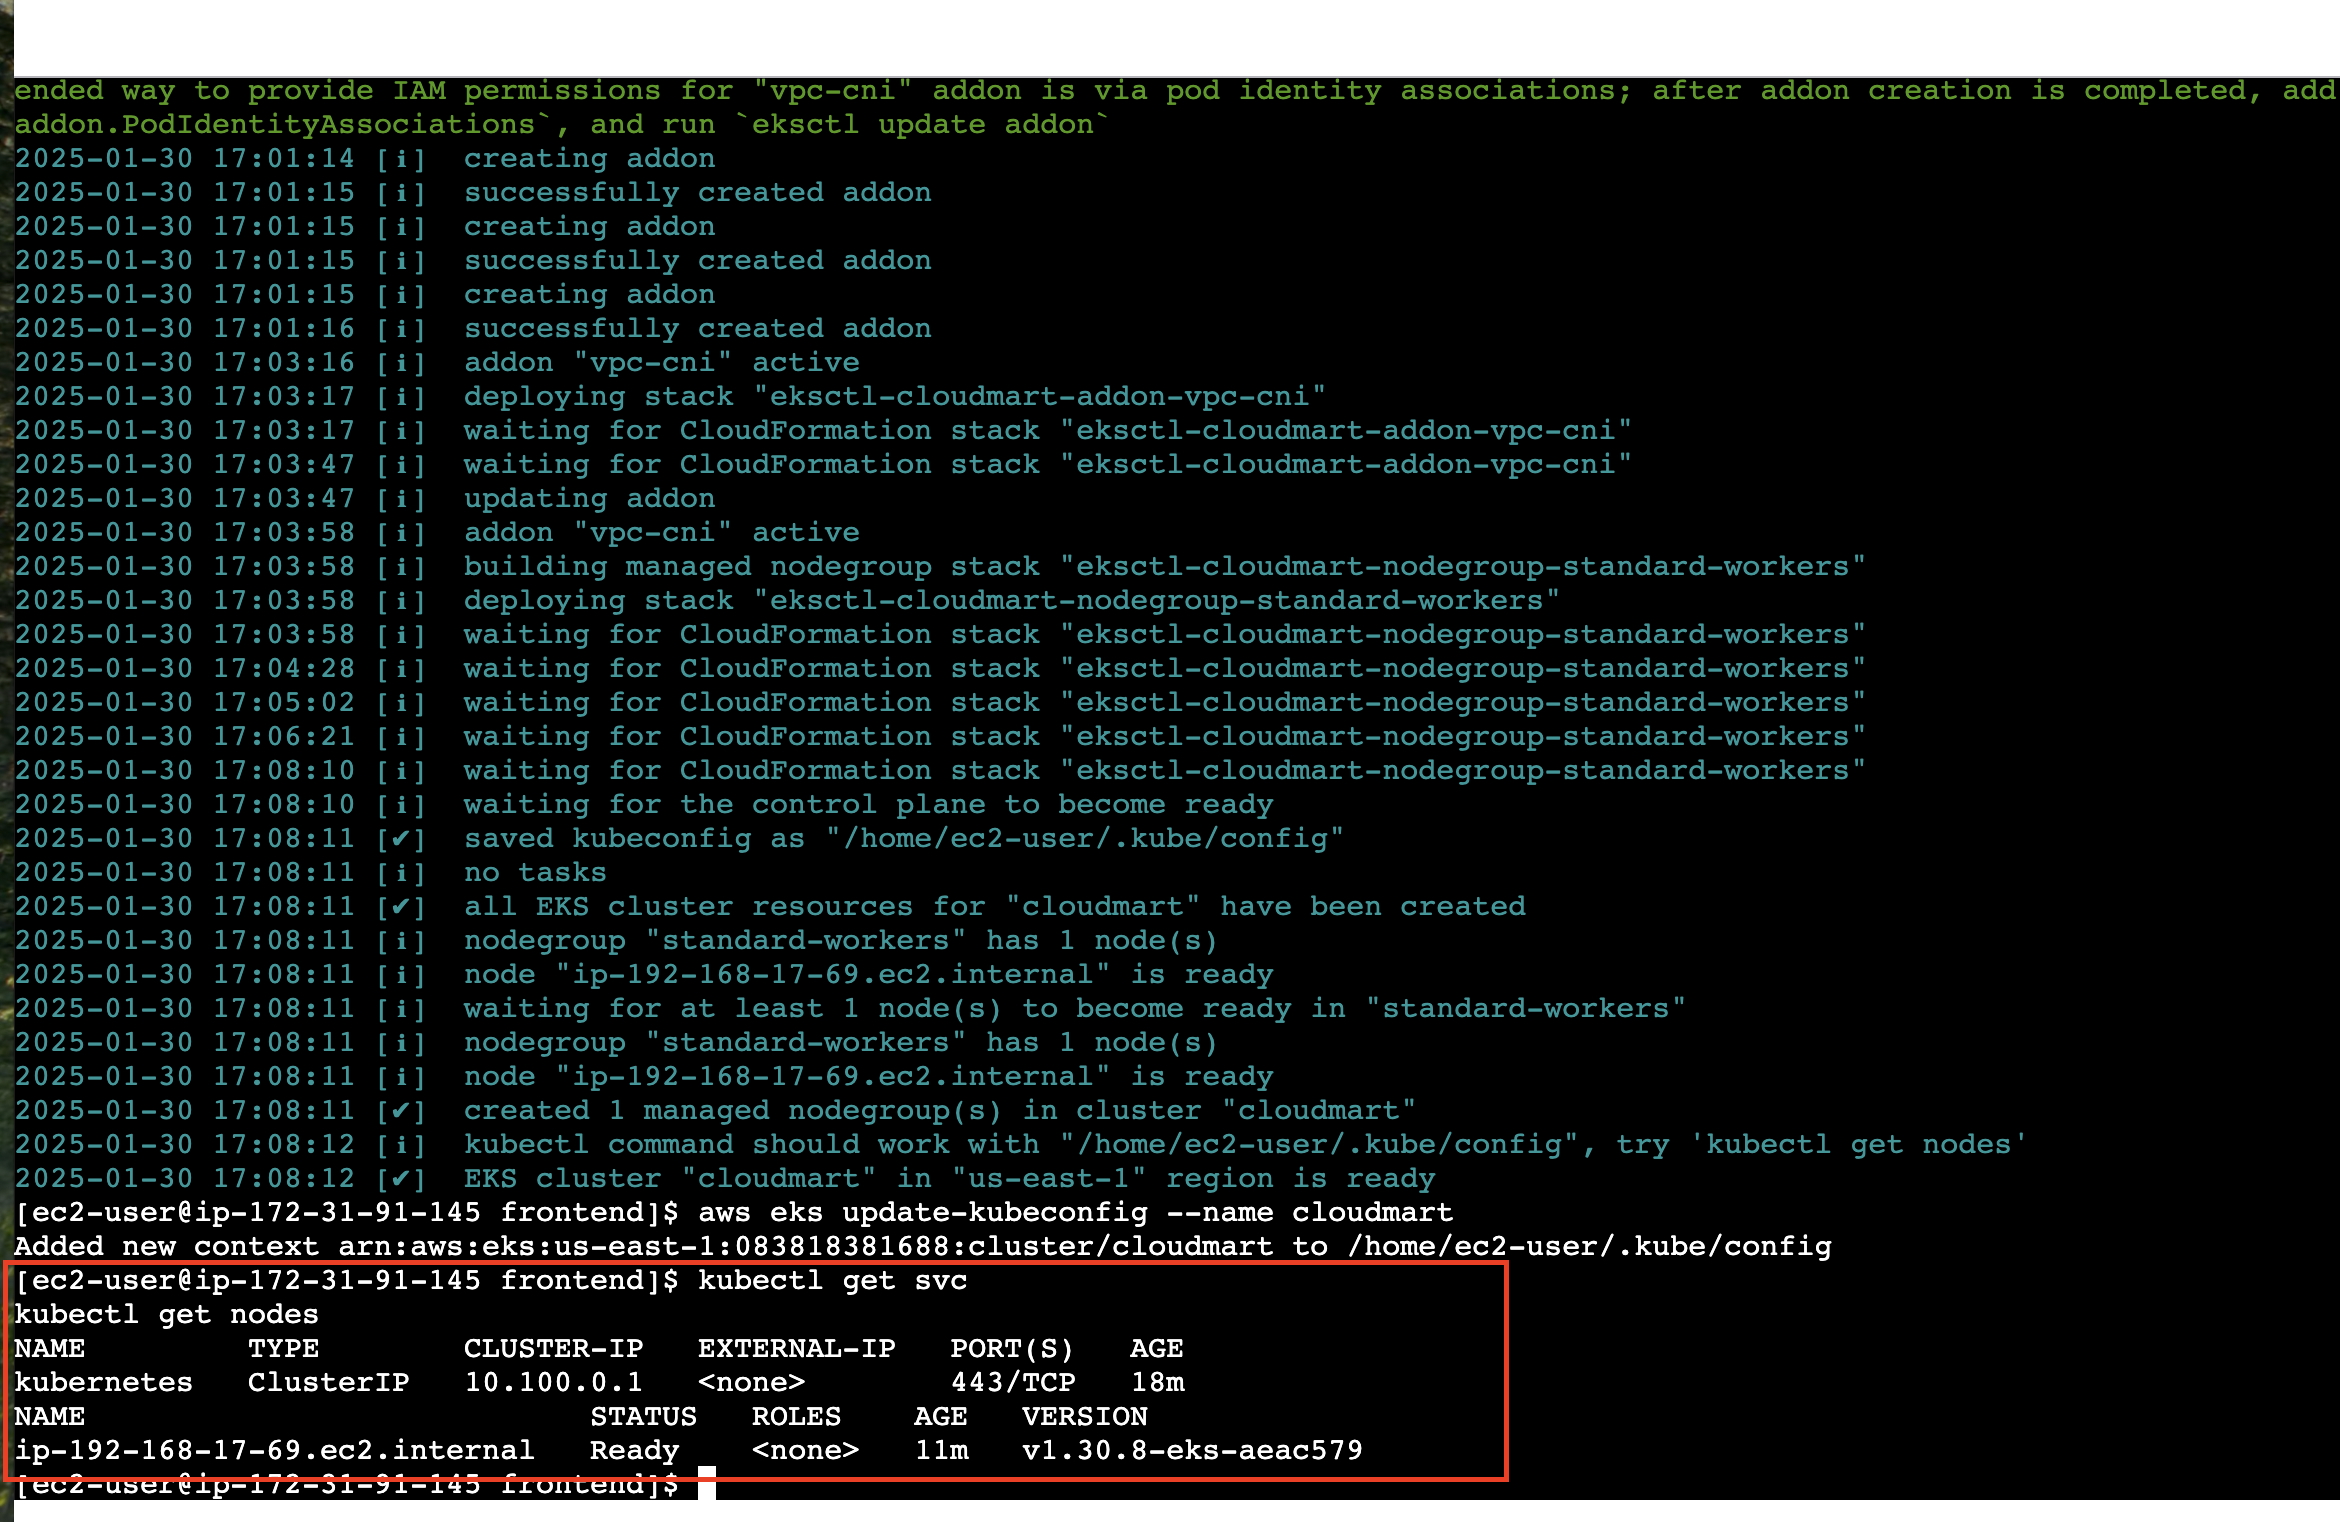 ended way to provide IAM permissions for "vpc-cni" addon is via pod identity associations; after addon creation is completed, add
addon.PodIdentityAssociations`, and run `eksctl update addon`
2025-01-30 17:01:14 [ℹ]  creating addon
2025-01-30 17:01:15 [ℹ]  successfully created addon
2025-01-30 17:01:15 [ℹ]  creating addon
2025-01-30 17:01:15 [ℹ]  successfully created addon
2025-01-30 17:01:15 [ℹ]  creating addon
2025-01-30 17:01:16 [ℹ]  successfully created addon
2025-01-30 17:03:16 [ℹ]  addon "vpc-cni" active
2025-01-30 17:03:17 [ℹ]  deploying stack "eksctl-cloudmart-addon-vpc-cni"
2025-01-30 17:03:17 [ℹ]  waiting for CloudFormation stack "eksctl-cloudmart-addon-vpc-cni"
2025-01-30 17:03:47 [ℹ]  waiting for CloudFormation stack "eksctl-cloudmart-addon-vpc-cni"
2025-01-30 17:03:47 [ℹ]  updating addon
2025-01-30 17:03:58 [ℹ]  addon "vpc-cni" active
2025-01-30 17:03:58 [ℹ]  building managed nodegroup stack "eksctl-cloudmart-nodegroup-standard-workers"
2025-01-30 17:03:58 [ℹ]  deploying stack "eksctl-cloudmart-nodegroup-standard-workers"
2025-01-30 17:03:58 [ℹ]  waiting for CloudFormation stack "eksctl-cloudmart-nodegroup-standard-workers"
2025-01-30 17:04:28 [ℹ]  waiting for CloudFormation stack "eksctl-cloudmart-nodegroup-standard-workers"
2025-01-30 17:05:02 [ℹ]  waiting for CloudFormation stack "eksctl-cloudmart-nodegroup-standard-workers"
2025-01-30 17:06:21 [ℹ]  waiting for CloudFormation stack "eksctl-cloudmart-nodegroup-standard-workers"
2025-01-30 17:08:10 [ℹ]  waiting for CloudFormation stack "eksctl-cloudmart-nodegroup-standard-workers"
2025-01-30 17:08:10 [ℹ]  waiting for the control plane to become ready
2025-01-30 17:08:11 [✔]  saved kubeconfig as "/home/ec2-user/.kube/config"
2025-01-30 17:08:11 [ℹ]  no tasks
2025-01-30 17:08:11 [✔]  all EKS cluster resources for "cloudmart" have been created
2025-01-30 17:08:11 [ℹ]  nodegroup "standard-workers" has 1 node(s)
2025-01-30 17:08:11 [ℹ]  node "ip-192-168-17-69.ec2.internal" is ready
2025-01-30 17:08:11 [ℹ]  waiting for at least 1 node(s) to become ready in "standard-workers"
2025-01-30 17:08:11 [ℹ]  nodegroup "standard-workers" has 1 node(s)
2025-01-30 17:08:11 [ℹ]  node "ip-192-168-17-69.ec2.internal" is ready
2025-01-30 17:08:11 [✔]  created 1 managed nodegroup(s) in cluster "cloudmart"
2025-01-30 17:08:12 [ℹ]  kubectl command should work with "/home/ec2-user/.kube/config", try 'kubectl get nodes'
2025-01-30 17:08:12 [✔]  EKS cluster "cloudmart" in "us-east-1" region is ready
[ec2-user@ip-172-31-91-145 frontend]$ aws eks update-kubeconfig --name cloudmart
Added new context arn:aws:eks:us-east-1:083818381688:cluster/cloudmart to /home/ec2-user/.kube/config
[ec2-user@ip-172-31-91-145 frontend]$ kubectl get svc
kubectl get nodes
NAME         TYPE        CLUSTER-IP   EXTERNAL-IP   PORT(S)   AGE
kubernetes   ClusterIP   10.100.0.1   <none>        443/TCP   18m
NAME                            STATUS   ROLES    AGE   VERSION
ip-192-168-17-69.ec2.internal   Ready    <none>   11m   v1.30.8-eks-aeac579
[ec2-user@ip-172-31-91-145 frontend]$